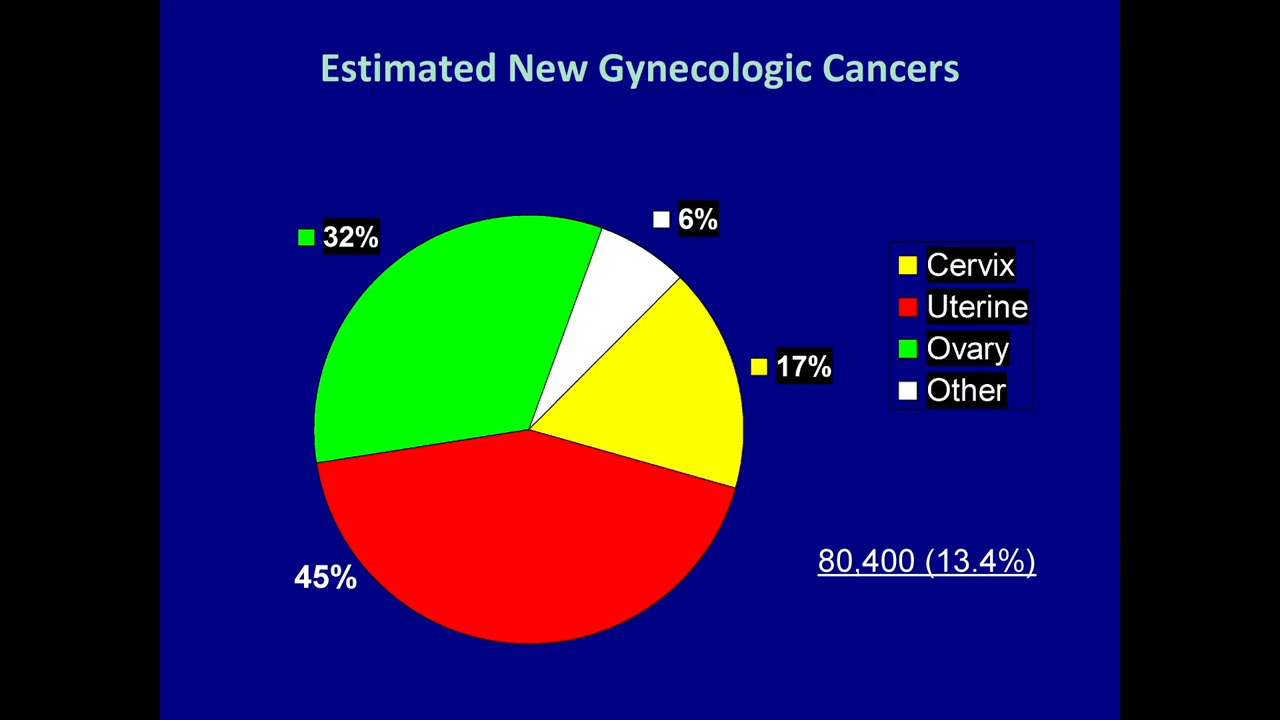 Estimated New Gynecologic Cancers
32%
6%
17%
45%
Cervix
Uterine
Ovary
Other
80,400 (13.4%)